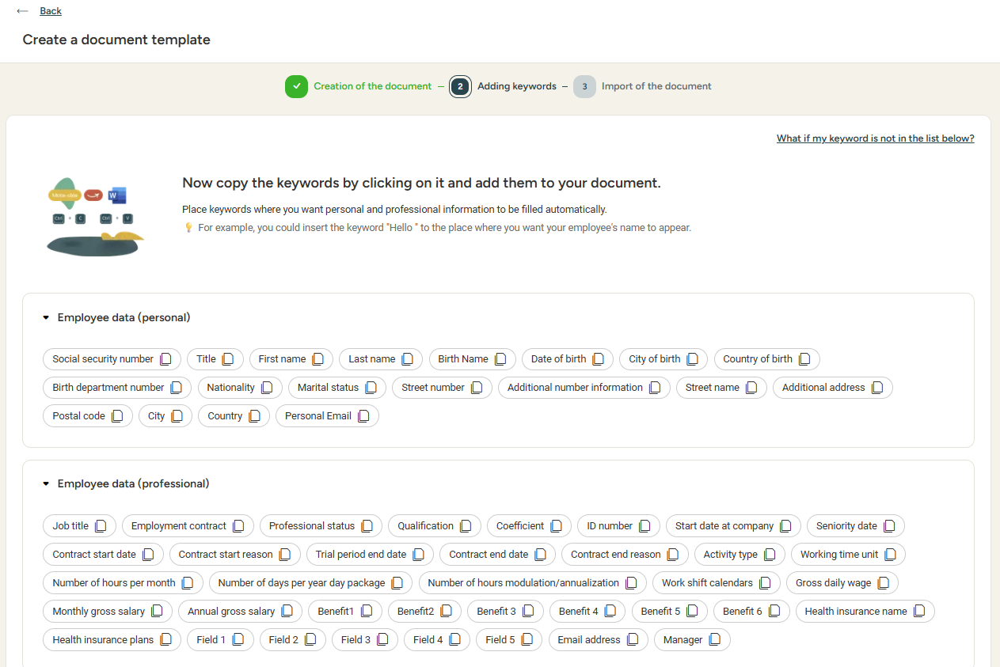 Back
Create a document template
Creation of the document – 2 Adding keywords – 3 Import of the document
What if my keyword is not in the list below?
Now copy the keywords by clicking on it and add them to your document.
Place keywords where you want personal and professional information to be filled automatically.
For example, you could insert the keyword "Hello " to the place where you want your employee's name to appear.
W
Ctrl + C Ctrl + V
Employee data (personal)
Social security number Title First name Last name Birth Name Date of birth City of birth Country of birth
Birth department number Nationality Marital status Street number Additional number information Street name Additional address
Postal code City Country Personal Email
Employee data (professional)
Job title Employment contract Professional status Qualification Coefficient ID number Start date at company Seniority date
Contract start date Contract start reason Trial period end date Contract end date Contract end reason Activity type Working time unit
Number of hours per month Number of days per year day package Number of hours modulation/annualization Work shift calendars Gross daily wage
Monthly gross salary Annual gross salary Benefit1 Benefit2 Benefit 3 Benefit 4 Benefit 5 Benefit 6 Health insurance name
Health insurance plans Field 1 Field 2 Field 3 Field 4 Field 5 Email address Manager